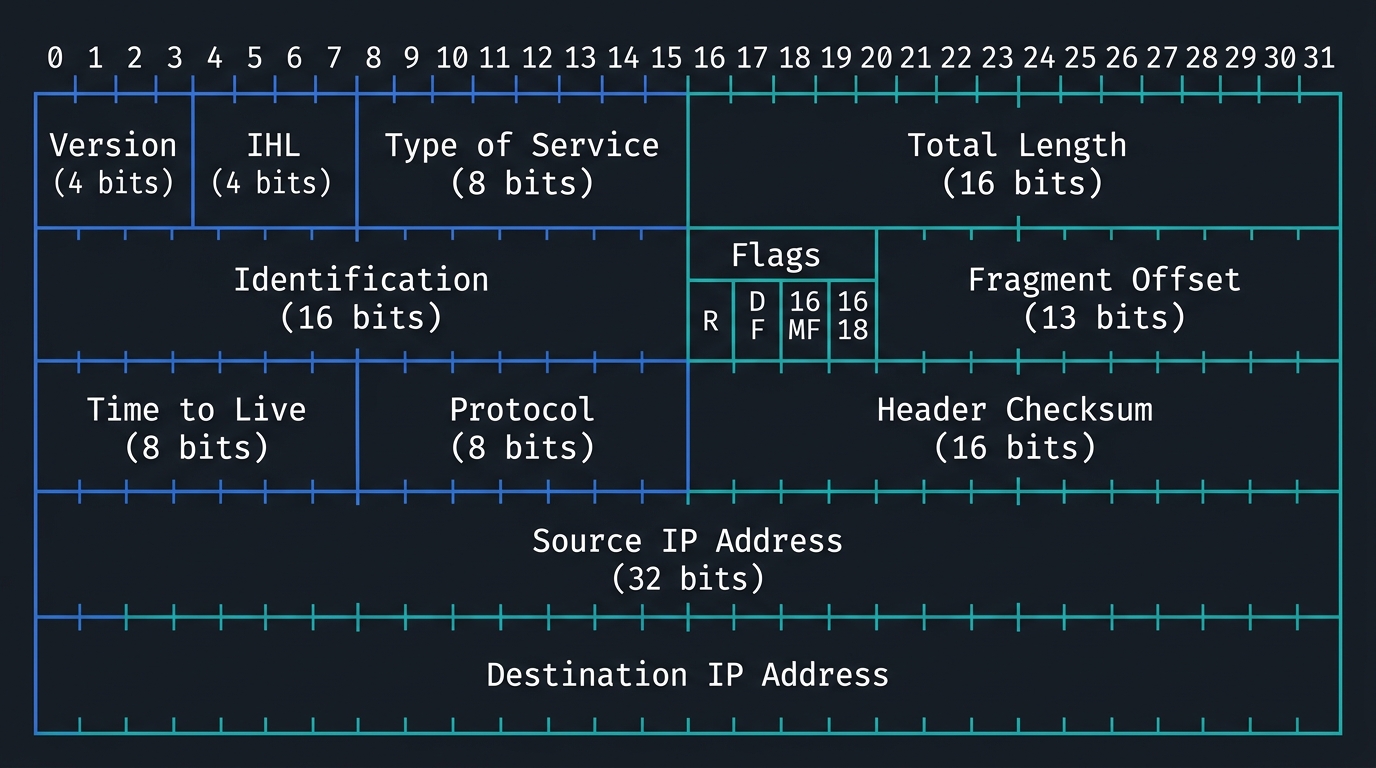 0 1 2 3 4 5 6 7 8 9 10 11 12 13 14 15 16 17 18 19 20 21 22 23 24 25 26 27 28 29 30 31
Version
(4 bits)
IHL
(4 bits)
Type of Service
(8 bits)
Total Length
(16 bits)
Identification
(16 bits)
Flags
R
D
F
16
MF
16
18
Fragment Offset
(13 bits)
Time to Live
(8 bits)
Protocol
(8 bits)
Header Checksum
(16 bits)
Source IP Address
(32 bits)
Destination IP Address